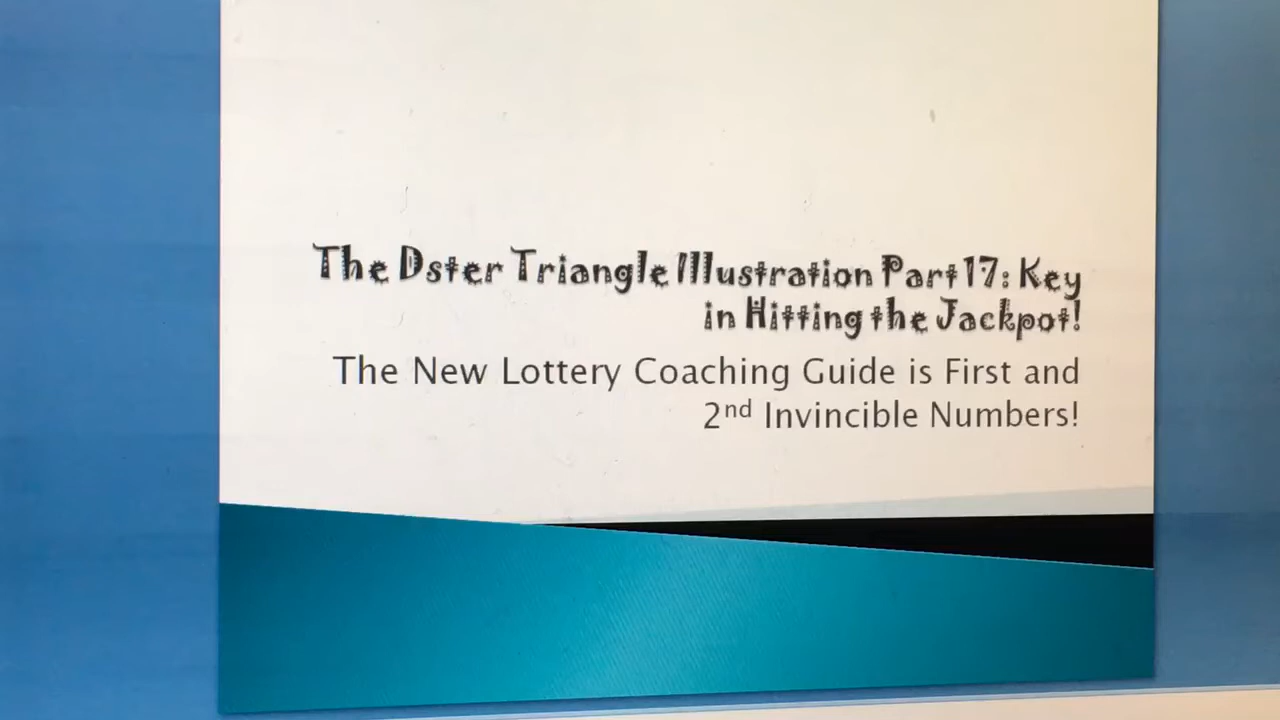 The Dster Triangle Illustration Part 17: Key
in Hitting the Jackpot!
The New Lottery Coaching Guide is First and
2nd Invincible Numbers!